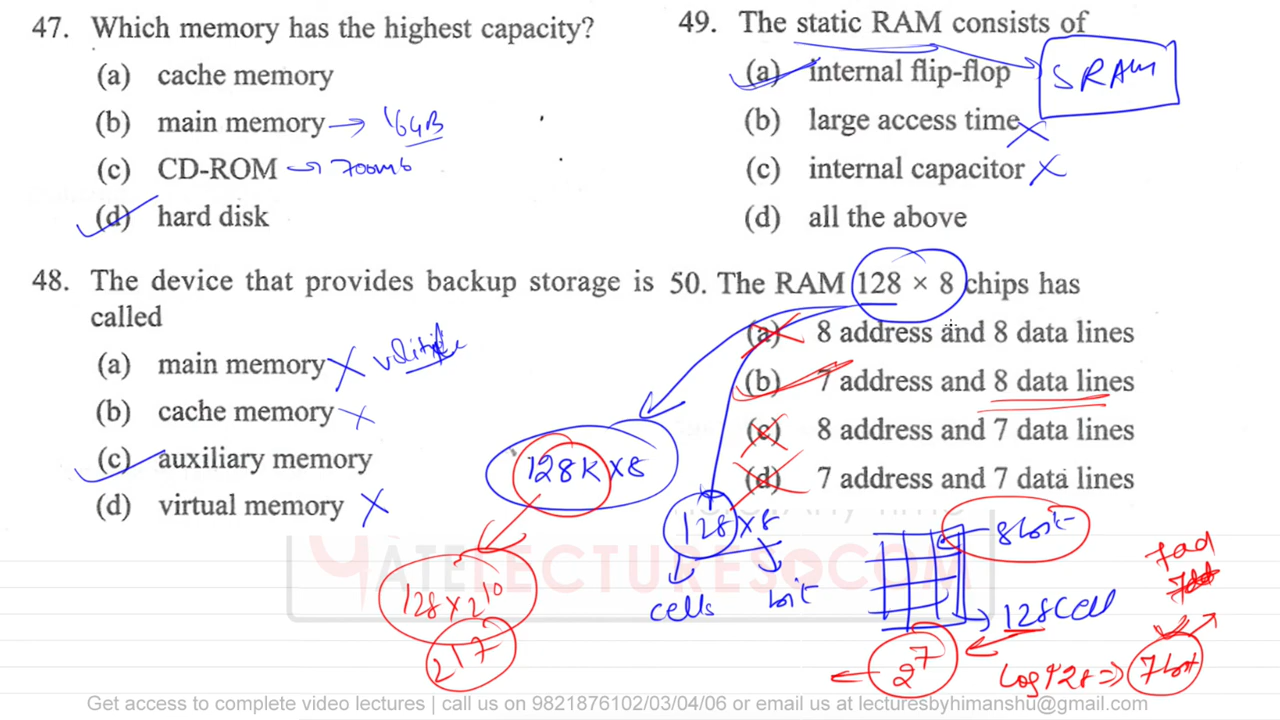 47. Which memory has the highest capacity?
(a) cache memory
(b) main memory → 16GB
(c) CD-ROM → 700mb
(d) hard disk
48. The device that provides backup storage is
called
(a) main memory
(b) cache memory
(c) auxiliary memory
(d) virtual memory
49. The static RAM consists of
(a) internal flip-flop
SRAM
(b) large access time
(c) internal capacitor
(d) all the above
50. The RAM 128 × 8 chips has
(a) 8 address and 8 data lines
(b) 7 address and 8 data lines
(c) 8 address and 7 data lines
(d) 7 address and 7 data lines
128K × 8
128 × 2^10
2^17
128 × 8
cells bit
8bit
128 cell
2^7
log 128 ⇒ 7bit
7ad
GATELECTURES.COM
Get access to complete video lectures | call us on 9821876102/03/04/06 or email us at lecturesbyhimanshu@gmail.com